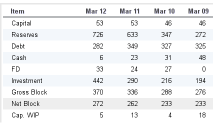 Item Mar 12 Mar 11 Mar 10 Mar 09
Capital 53 53 46 46
Reserves 726 633 347 272
Debt 282 349 327 325
Cash 6 23 31 48
FD 33 24 27 0
Investment 442 290 216 194
Gross Block 370 336 288 276
Net Block 272 262 233 233
Cap. WIP 5 13 4 18